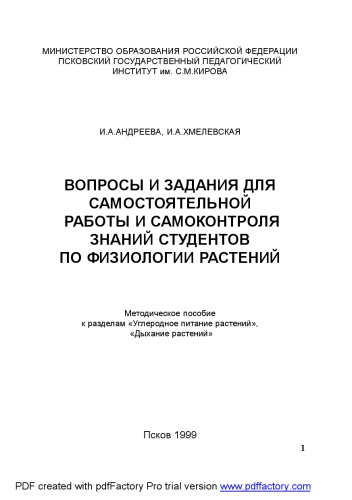 МИНИСТЕРСТВО ОБРАЗОВАНИЯ РОССИЙСКОЙ ФЕДЕРАЦИИ
ПСКОВСКИЙ ГОСУДАРСТВЕННЫЙ ПЕДАГОГИЧЕСКИЙ
ИНСТИТУТ им. С.М.КИРОВА
И.А.АНДРЕЕВА, И.А.ХМЕЛЕВСКАЯ
ВОПРОСЫ И ЗАДАНИЯ ДЛЯ
САМОСТОЯТЕЛЬНОЙ
РАБОТЫ И САМОКОНТРОЛЯ
ЗНАНИЙ СТУДЕНТОВ
ПО ФИЗИОЛОГИИ РАСТЕНИЙ
Методическое пособие
к разделам «Углеродное питание растений»,
«Дыхание растений»
Псков 1999
1
PDF created with pdfFactory Pro trial version www.pdffactory.com